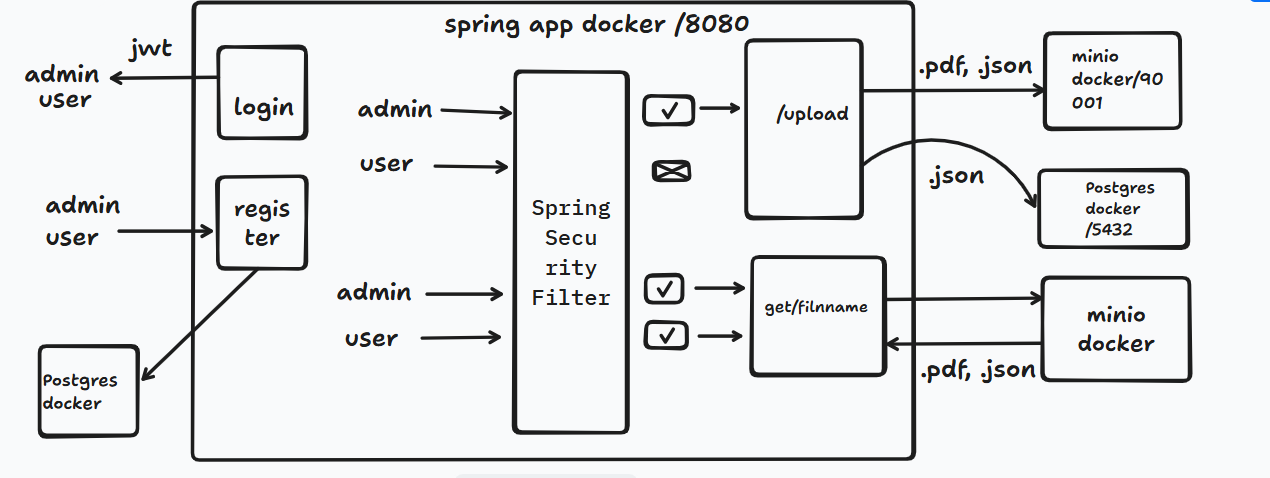 spring app docker /8080
jwt
admin
user
login
admin
user
regis
ter
Postgres
docker
admin
user
admin
user
Spring
Secu
rity
Filter
/upload
get/filnname
.pdf, .json
minio
docker/90
001
.json
Postgres
docker
/5432
minio
docker
.pdf, .json